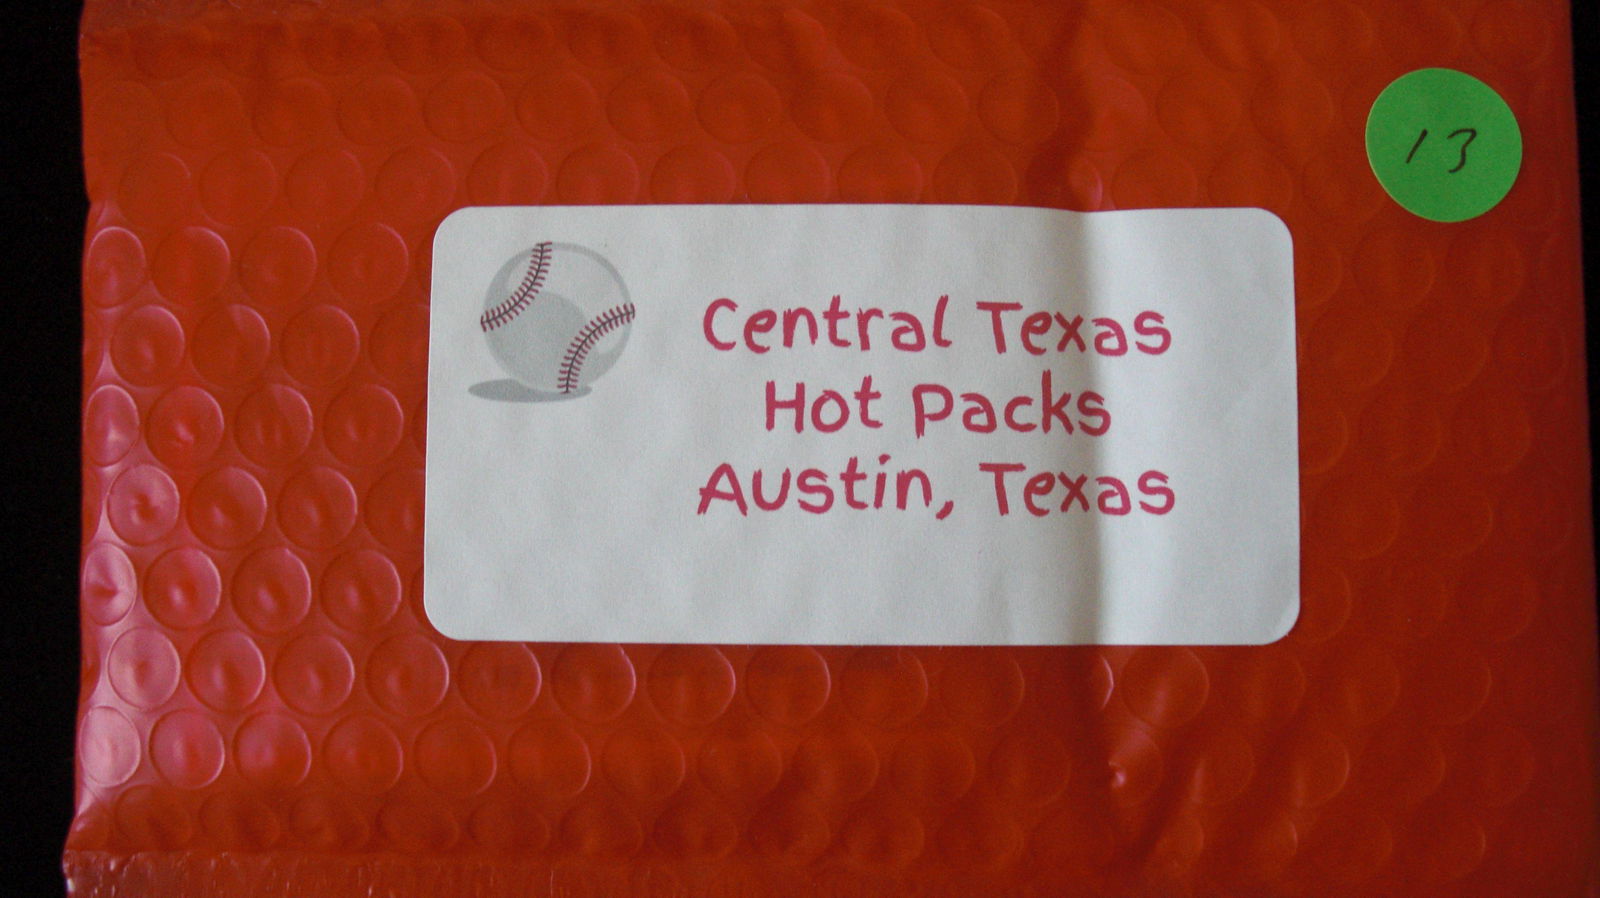 13
Central Texas
Hot Packs
Austin, Texas